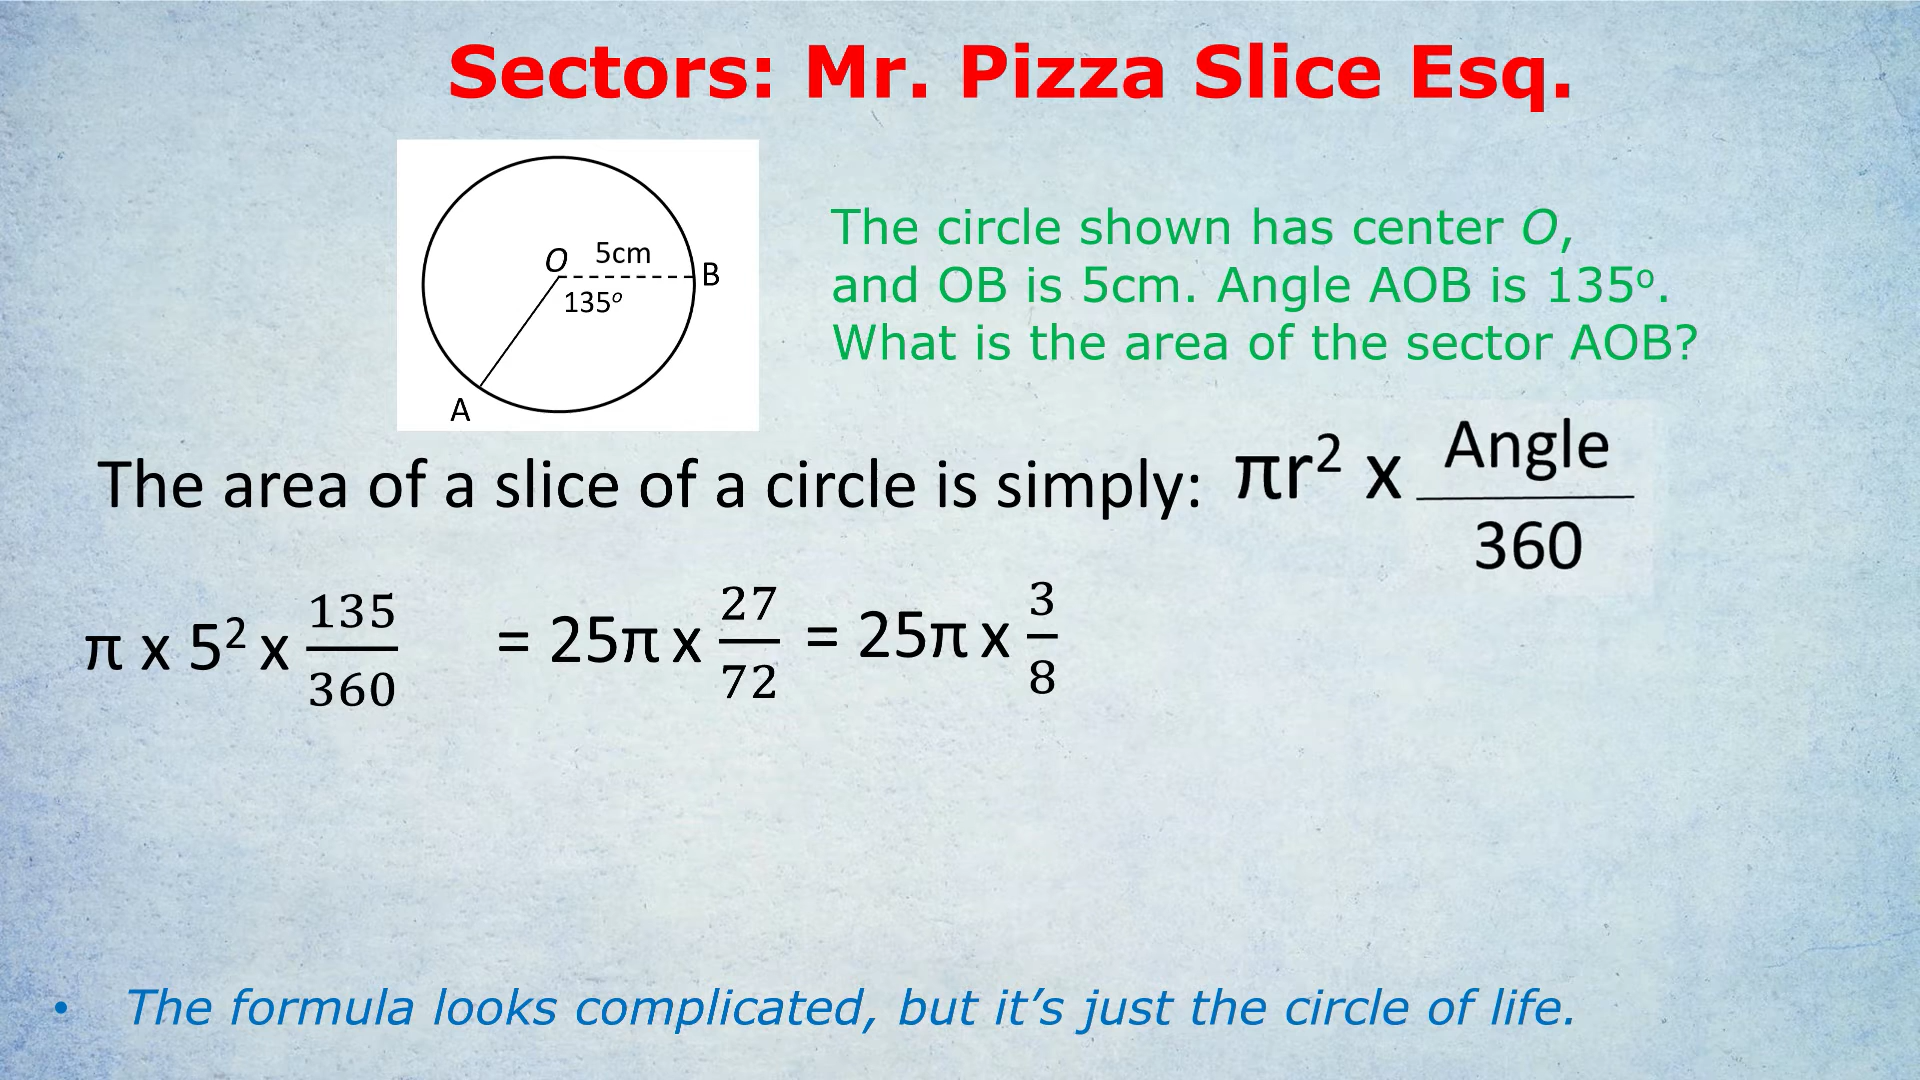 Sectors: Mr. Pizza Slice Esq.
O 5cm B
135º
A
The circle shown has center O,
and OB is 5cm. Angle AOB is 135º.
What is the area of the sector AOB?
The area of a slice of a circle is simply: πr² x Angle/360
π x 5² x 135/360 = 25π x 27/72 = 25π x 3/8
• The formula looks complicated, but it’s just the circle of life.